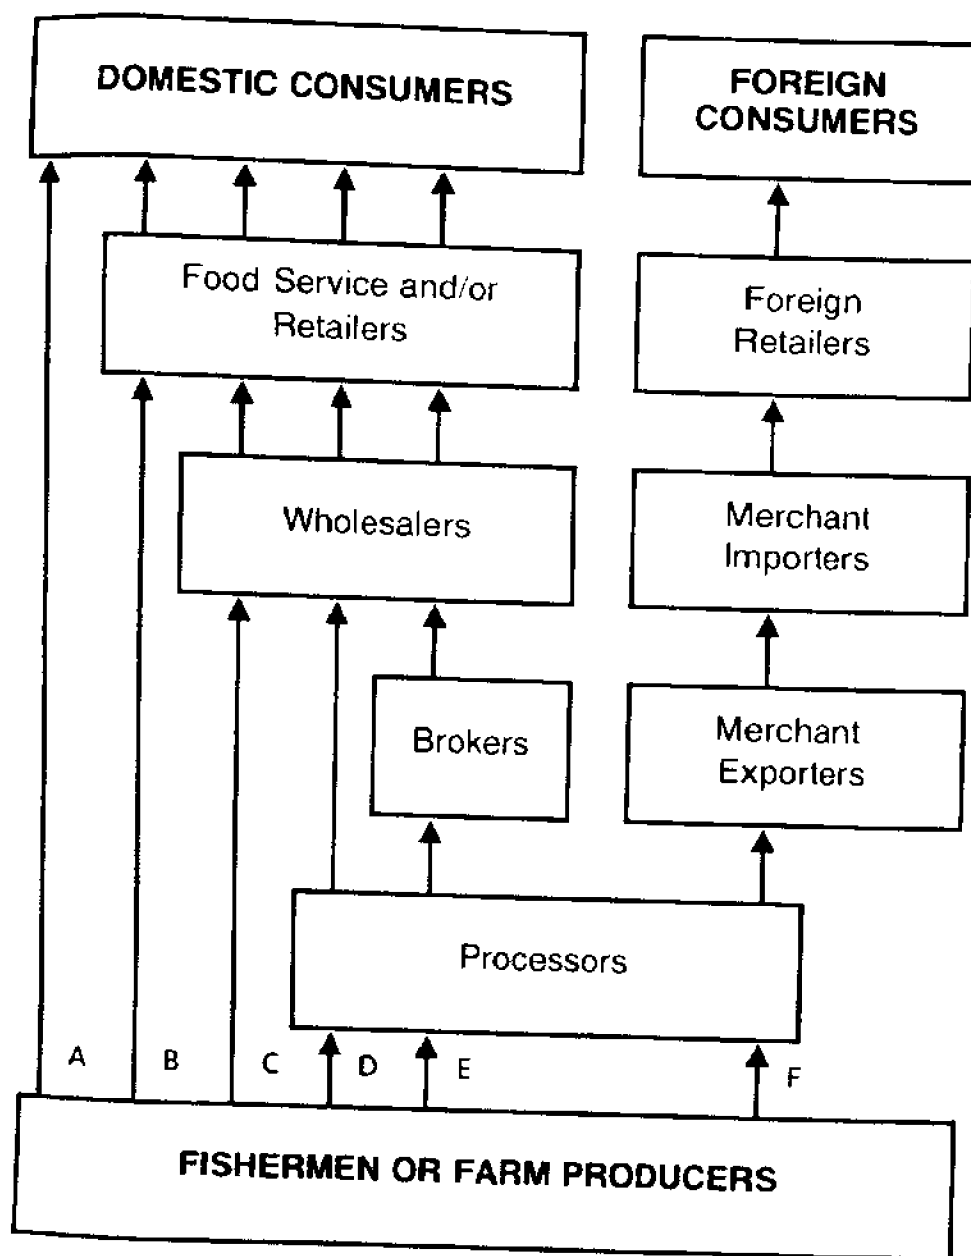 DOMESTIC CONSUMERS
FOREIGN
CONSUMERS
Food Service and/or
Retailers
Foreign
Retailers
Wholesalers
Merchant
Importers
Brokers
Merchant
Exporters
Processors
A B C D E F
FISHERMEN OR FARM PRODUCERS